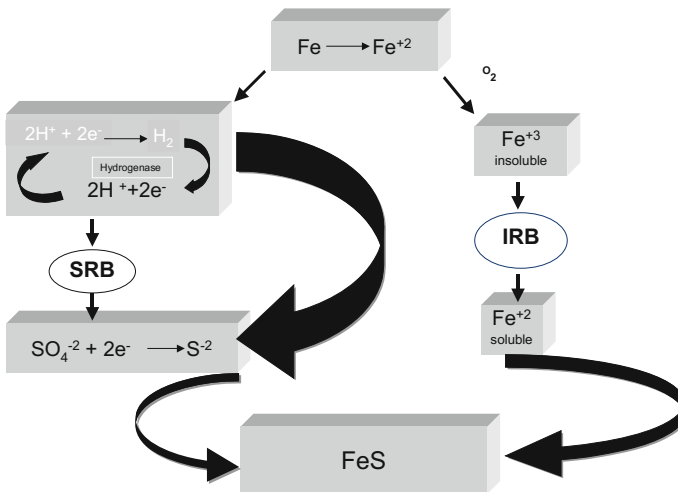 Fe → Fe+2
O2
2H+ + 2e- → H2
Hydrogenase
2H ++2e-
Fe+3
insoluble
SRB
IRB
SO4-2 + 2e- → S-2
Fe+2
soluble
FeS